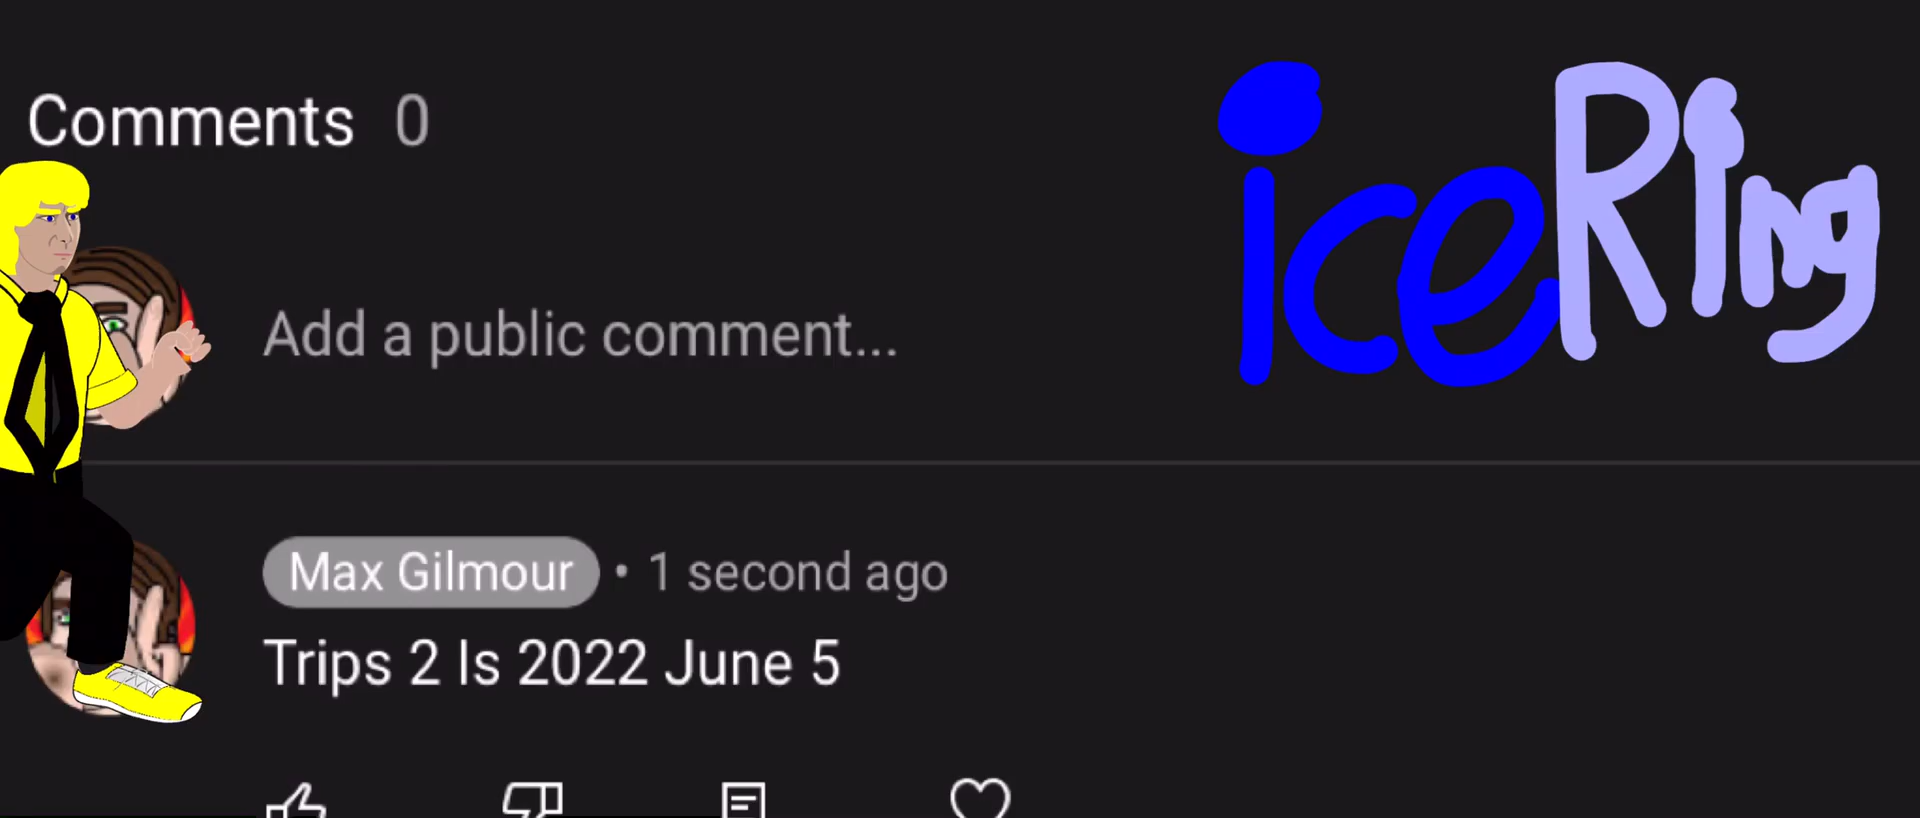 Comments 0
iceRing
Add a public comment...
Max Gilmour • 1 second ago
Trips 2 Is 2022 June 5